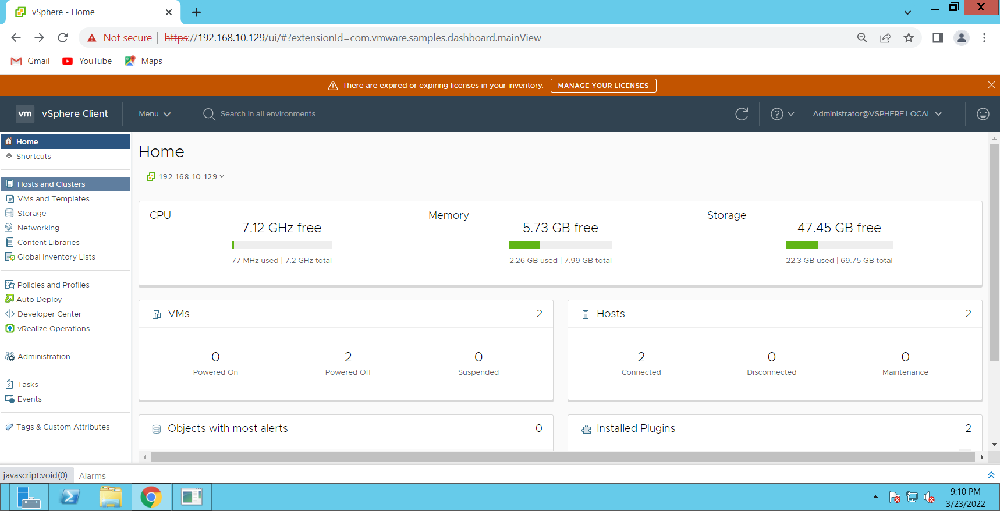 vSphere - Home
Not secure | https://192.168.10.129/ui/#?extensionId=com.vmware.samples.dashboard.mainView
Gmail YouTube Maps
There are expired or expiring licenses in your inventory. MANAGE YOUR LICENSES
vm vSphere Client Menu Search in all environments Administrator@VSPHERE.LOCAL
Home
Shortcuts
Hosts and Clusters
VMs and Templates
Storage
Networking
Content Libraries
Global Inventory Lists
Policies and Profiles
Auto Deploy
Developer Center
vRealize Operations
Administration
Tasks
Events
Tags & Custom Attributes
Home
192.168.10.129
CPU
7.12 GHz free
77 MHz used | 7.2 GHz total
Memory
5.73 GB free
2.26 GB used | 7.99 GB total
Storage
47.45 GB free
22.3 GB used | 69.75 GB total
VMs 2
0 2 0
Powered On Powered Off Suspended
Hosts 2
2 0 0
Connected Disconnected Maintenance
Objects with most alerts 0
Installed Plugins 2
javascript:void(0) Alarms
9:10 PM
3/23/2022